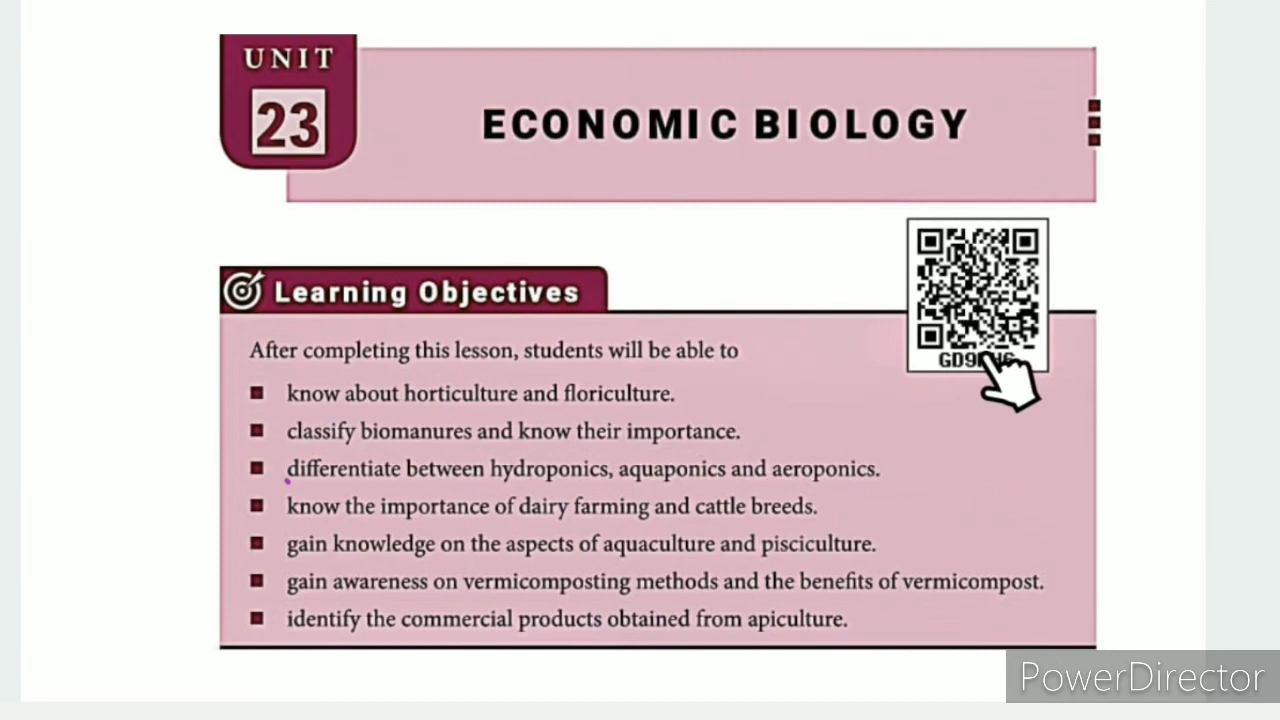 UNIT
23
ECONOMIC BIOLOGY
Learning Objectives
After completing this lesson, students will be able to
know about horticulture and floriculture.
classify biomanures and know their importance.
differentiate between hydroponics, aquaponics and aeroponics.
know the importance of dairy farming and cattle breeds.
gain knowledge on the aspects of aquaculture and pisciculture.
gain awareness on vermicomposting methods and the benefits of vermicompost.
identify the commercial products obtained from apiculture.
PowerDirector